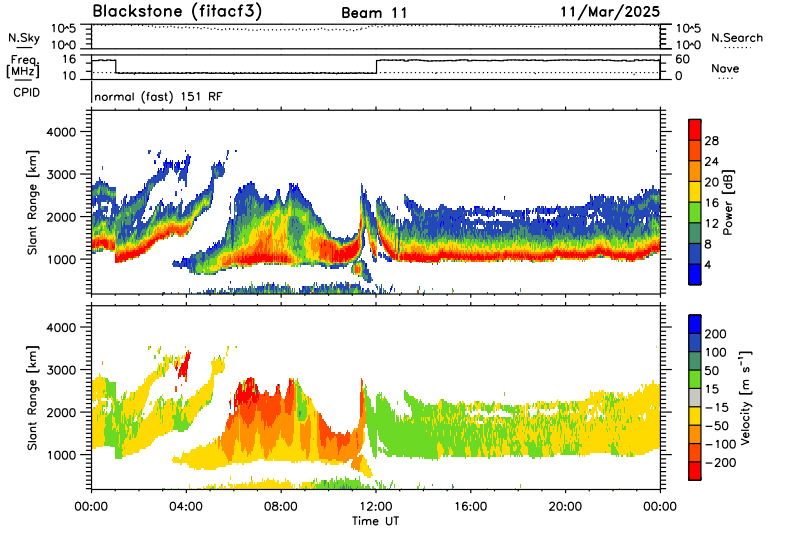 Blackstone (fitacf3) Beam 11 11/Mar/2025
N.Sky 10^5 10^5 N.Search
10^0 10^0
Freq. 16 60 Nave
[MHz] 10 0
CPID normal (fast) 151 RF
4000
3000
2000
1000
Slant Range [km]
28
24
20
16
12
8
4
Power [dB]
4000
3000
2000
1000
Slant Range [km]
200
100
50
15
-15
-50
-100
-200
Velocity [m s⁻¹]
00:00 04:00 08:00 12:00 16:00 20:00 00:00
Time UT